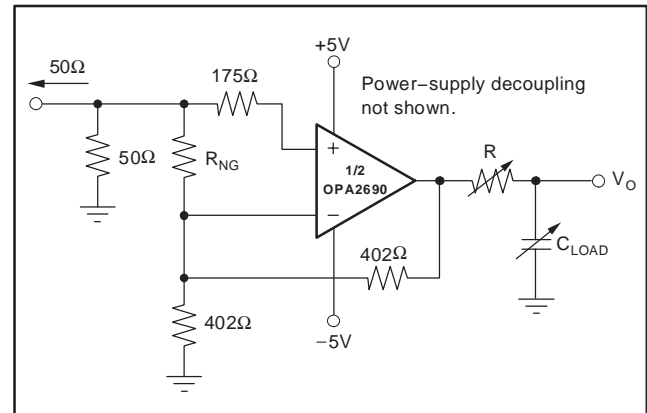 50Ω
+5V
175Ω
Power−supply decoupling
not shown.
50Ω
R_NG
+
1/2
OPA2690
−
R
V_O
402Ω
C_LOAD
402Ω
−5V